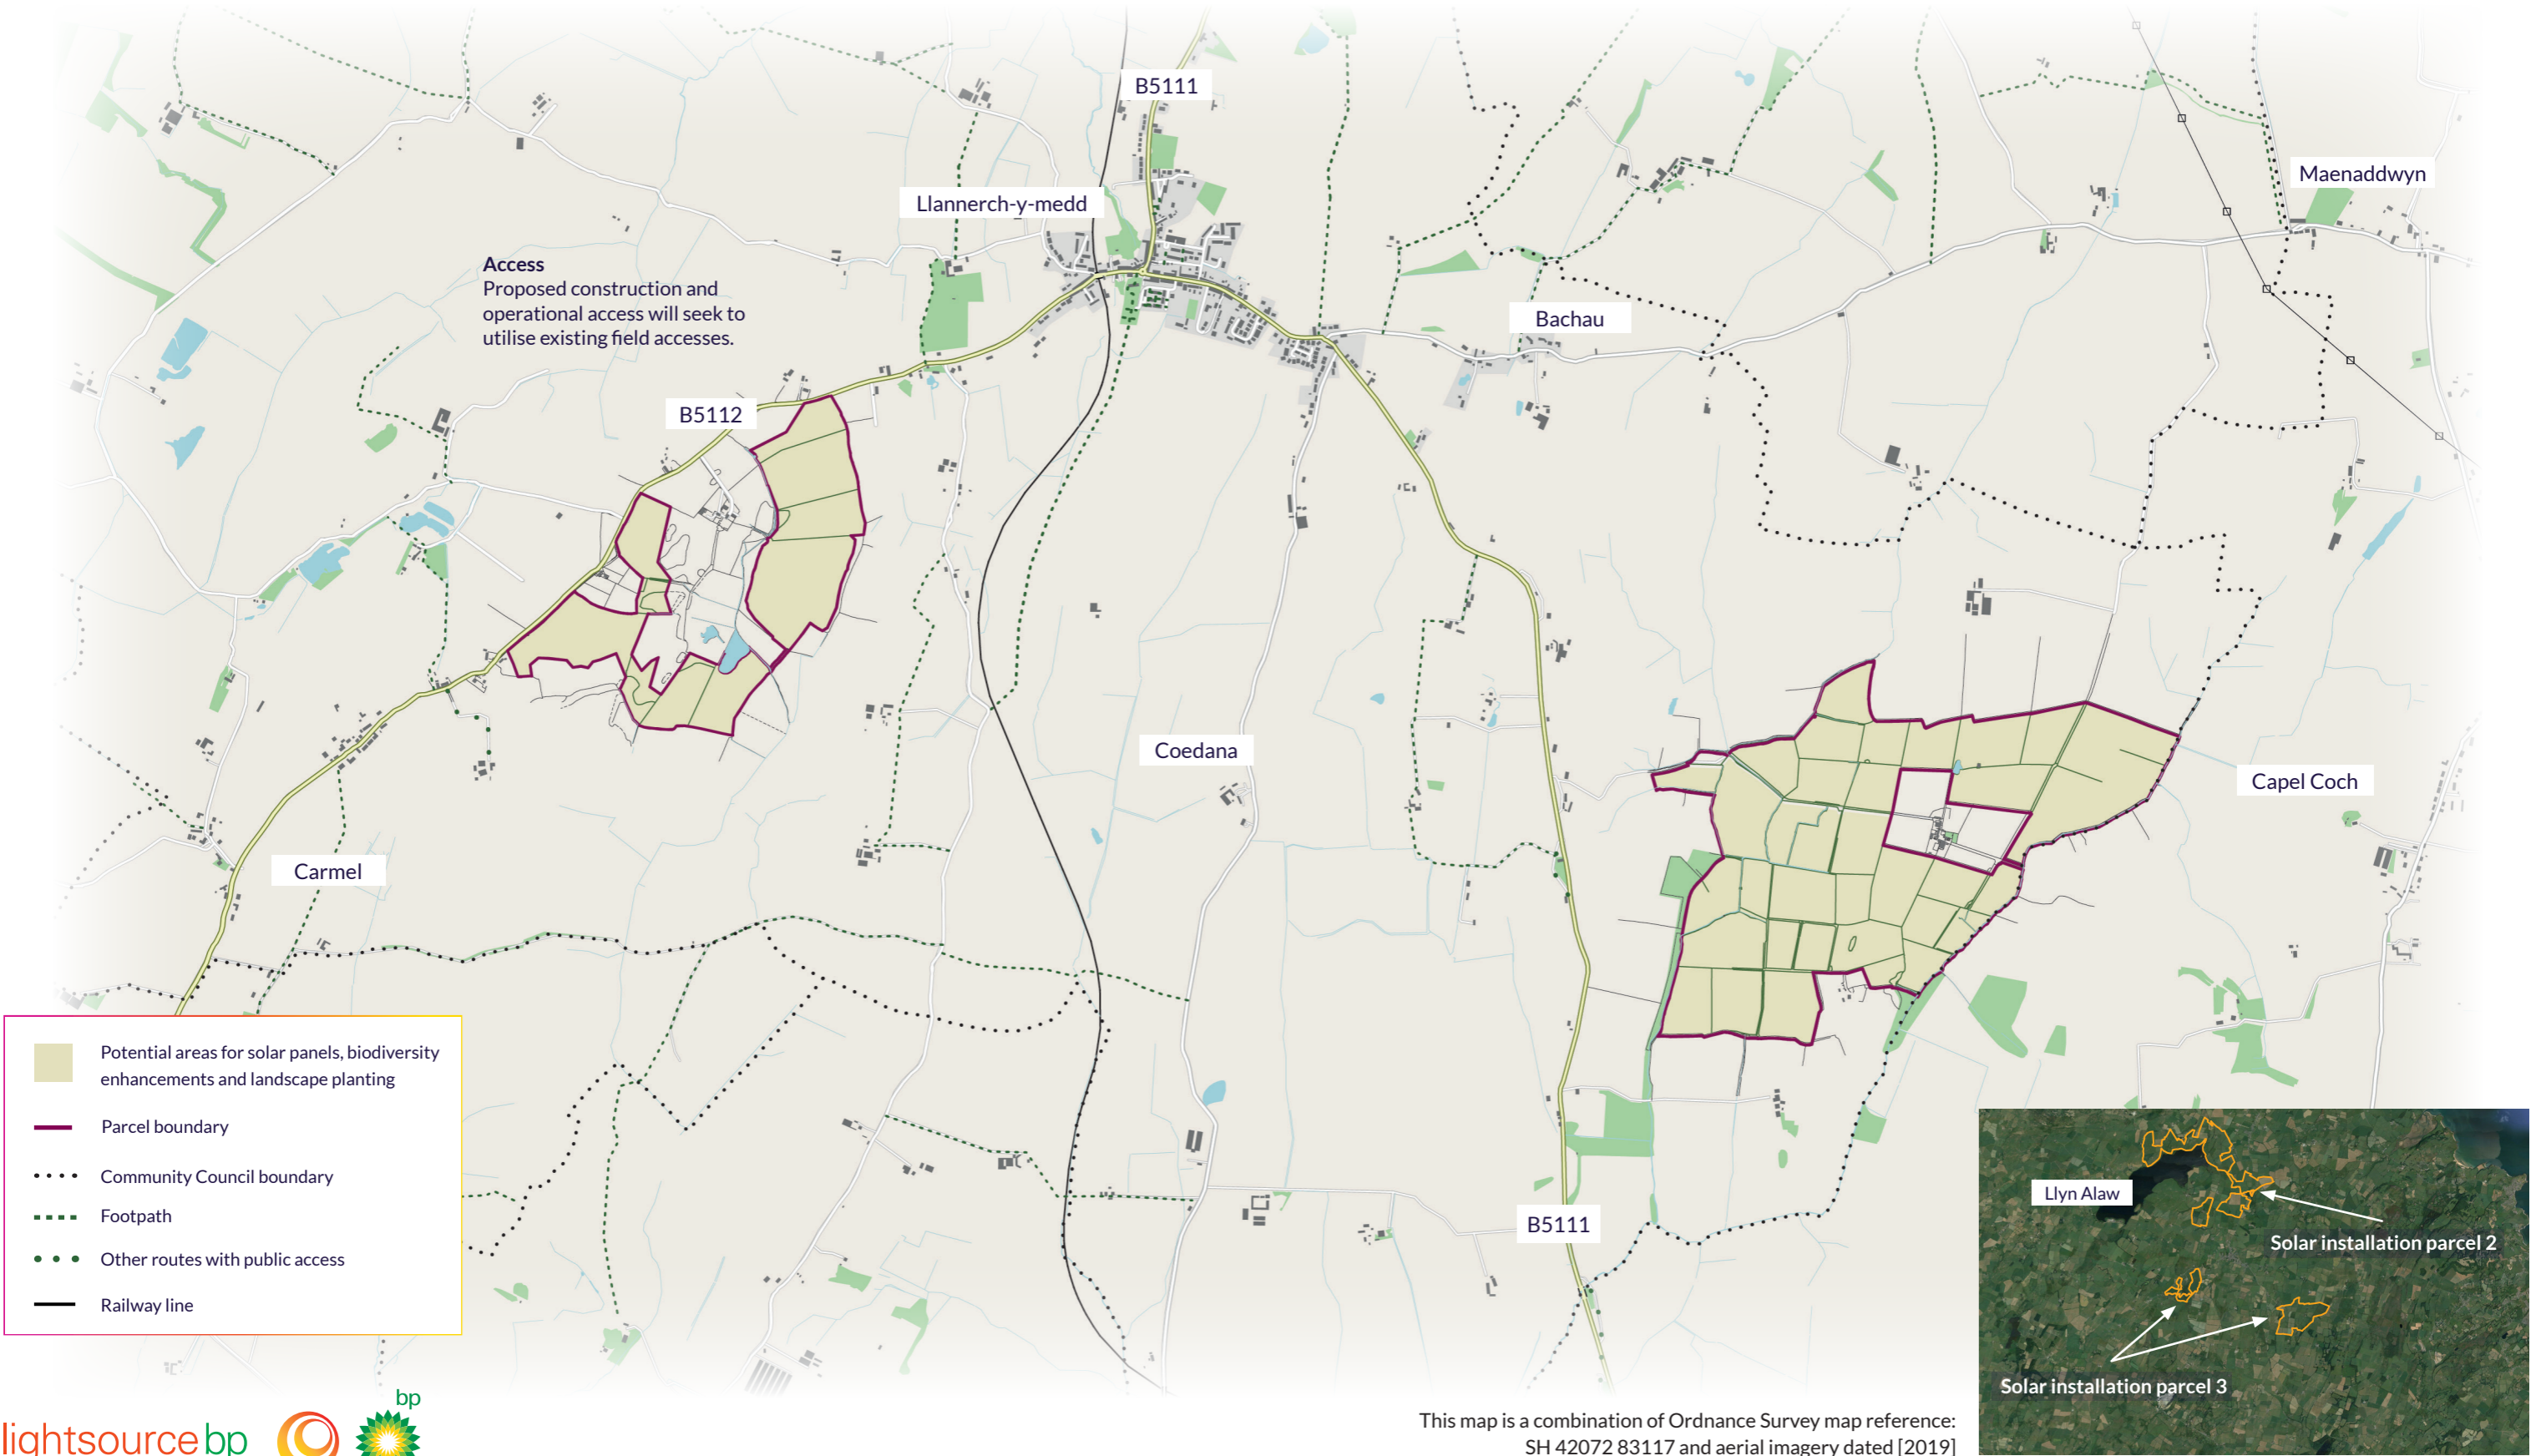 B5111
Maenaddwyn
Llannerch-y-medd
Access
Proposed construction and
operational access will seek to
utilise existing field accesses.
Bachau
B5112
Coedana
Capel Coch
Carmel
Potential areas for solar panels, biodiversity
enhancements and landscape planting
Parcel boundary
Community Council boundary
Footpath
Other routes with public access
Railway line
B5111
Llyn Alaw
Solar installation parcel 2
Solar installation parcel 3
bp
lightsource bp
This map is a combination of Ordnance Survey map reference:
SH 42072 83117 and aerial imagery dated [2019]